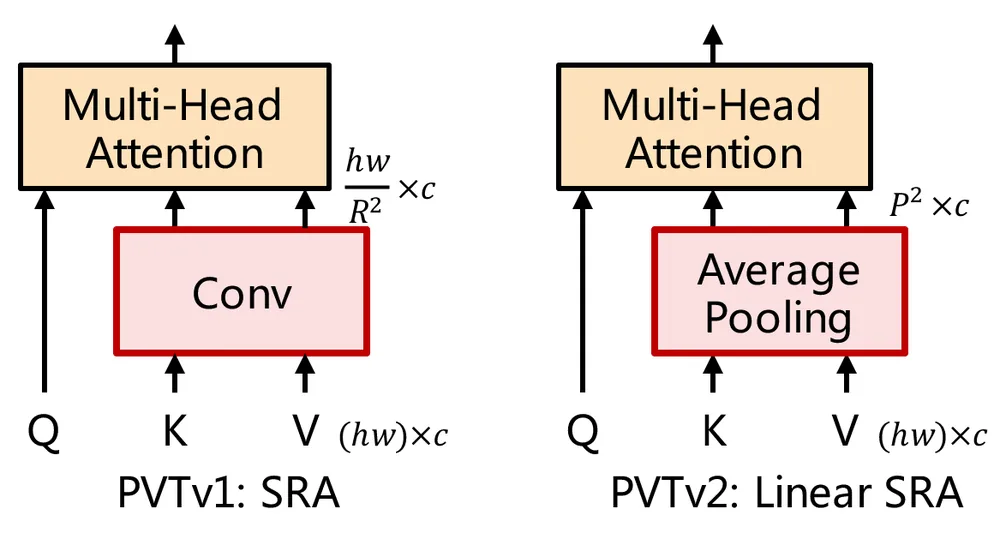 Multi-Head
Attention
hw/R² ×c
Conv
Q K V (hw)×c
PVTv1: SRA
Multi-Head
Attention
P² ×c
Average
Pooling
Q K V (hw)×c
PVTv2: Linear SRA